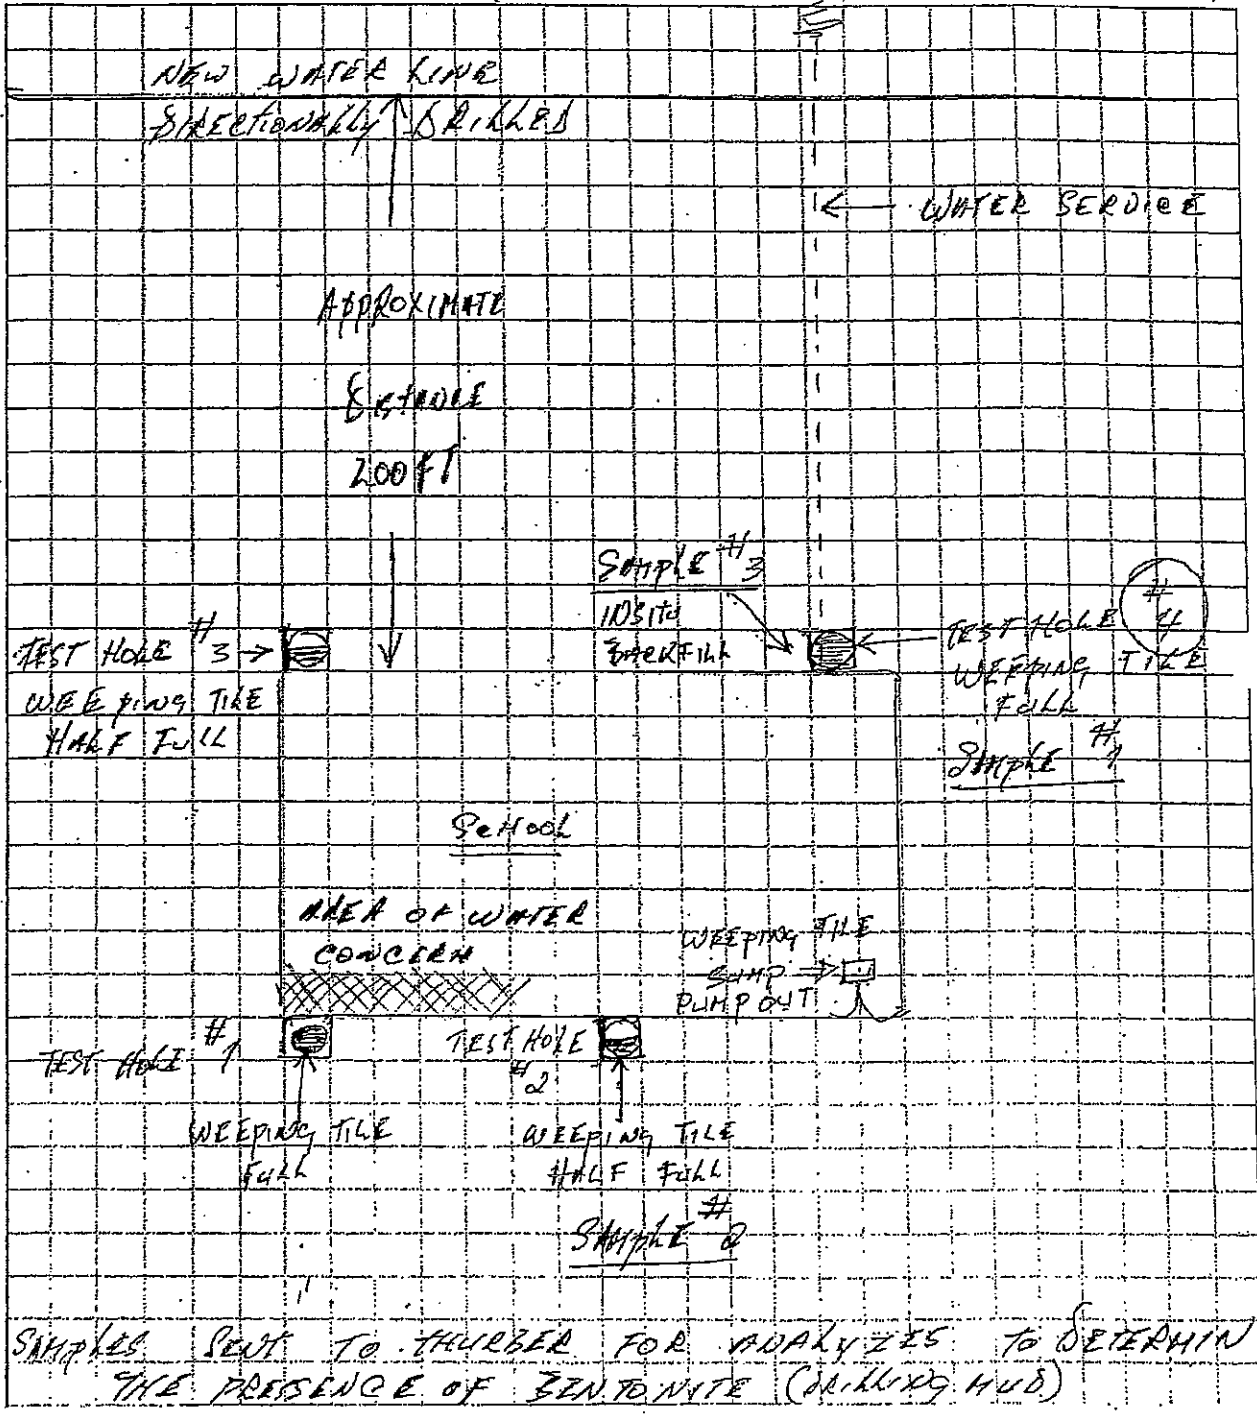 NEW WATER LINE
DIRECTIONALLY DRILLED
WATER SERVICE
APPROXIMATE
DISTANCE
200 FT
SAMPLE #3
INSITU
BACKFILL
TEST HOLE #4
WEEPING TILE
FULL
SAMPLE #1
TEST HOLE #3
WEEPING TILE
HALF FULL
SCHOOL
AREA OF WATER
CONCERN
WEEPING TILE
SUMP
PUMP OUT
TEST HOLE #1
TEST HOLE
#2
WEEPING TILE
FULL
WEEPING TILE
HALF FULL
SAMPLE #2
SAMPLES SENT TO THURBER FOR ANALYZES TO DETERMIN
THE PRESENCE OF BENTONITE (DRILLING MUD)